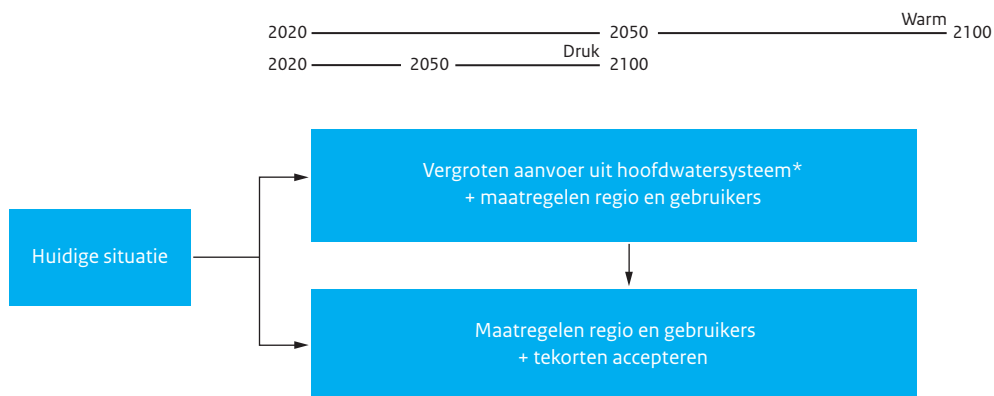 Warm
2020 2050 2100
Druk
2020 2050 2100
Vergroten aanvoer uit hoofdwatersysteem*
+ maatregelen regio en gebruikers
Huidige situatie
Maatregelen regio en gebruikers
+ tekorten accepteren